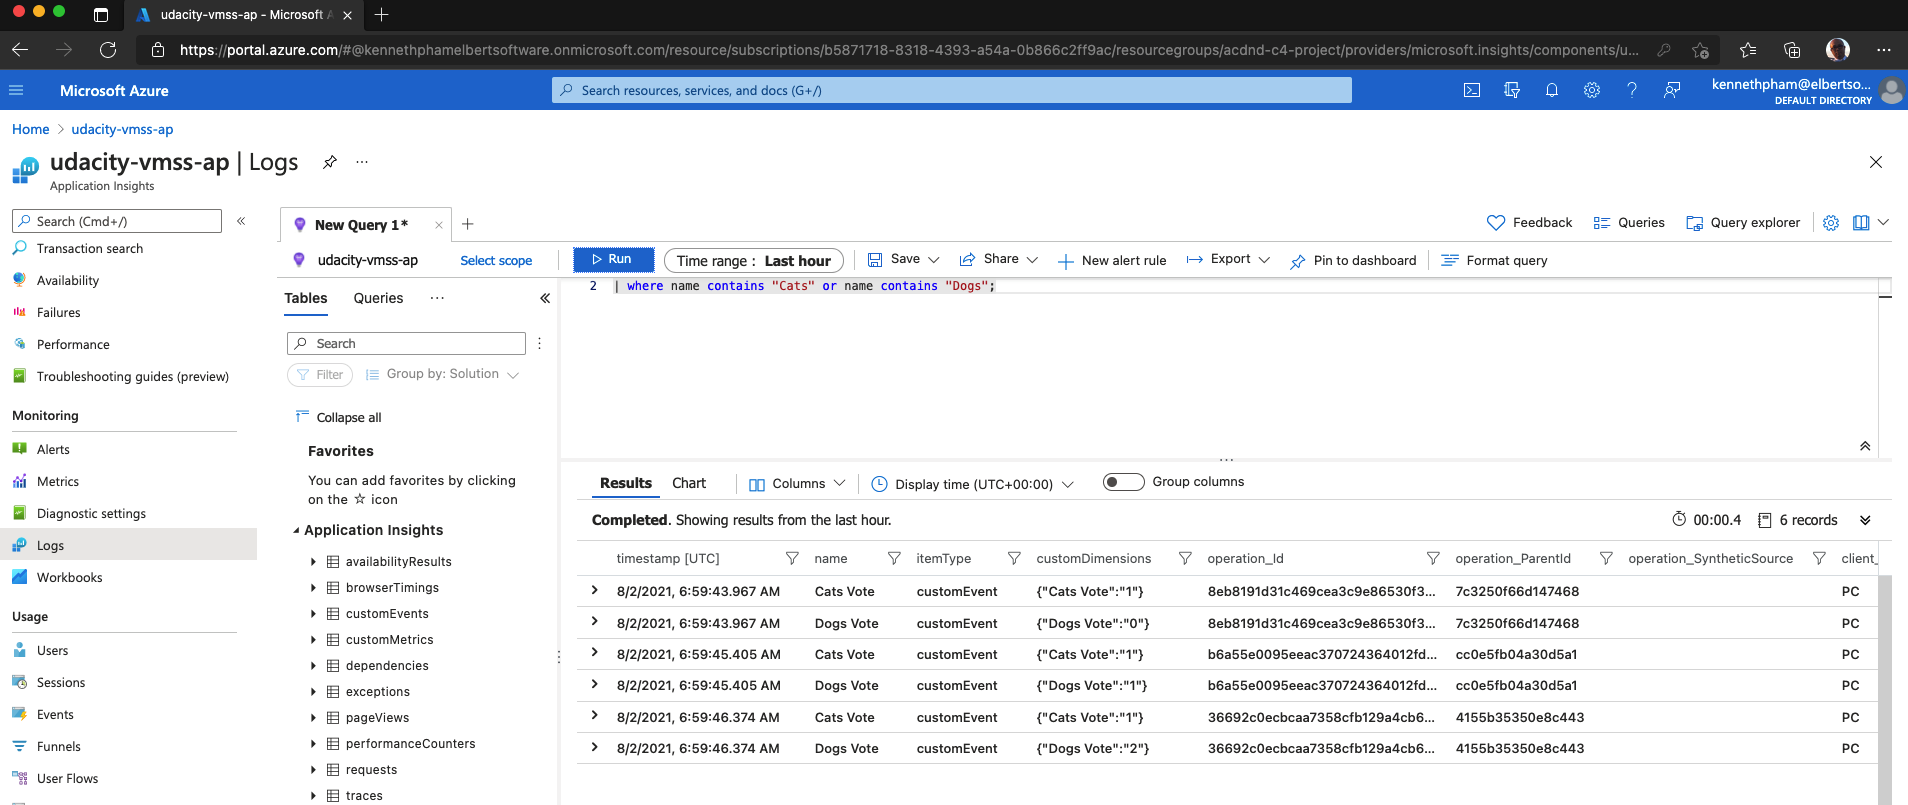 udacity-vmss-ap - Microsoft A
https://portal.azure.com/#@kennethphamelbertsoftware.onmicrosoft.com/resource/subscriptions/b5871718-8318-4393-a54a-0b866c2ff9ac/resourcegroups/acdnd-c4-project/providers/microsoft.insights/components/u...
Microsoft Azure
Search resources, services, and docs (G+/)
kennethpham@elbertso...
DEFAULT DIRECTORY
Home > udacity-vmss-ap
udacity-vmss-ap | Logs
Application Insights
Search (Cmd+/)
Transaction search
Availability
Failures
Performance
Troubleshooting guides (preview)
Monitoring
Alerts
Metrics
Diagnostic settings
Logs
Workbooks
Usage
Users
Sessions
Events
Funnels
User Flows
New Query 1*
Feedback Queries Query explorer
udacity-vmss-ap Select scope Run Time range : Last hour Save Share New alert rule Export Pin to dashboard Format query
Tables Queries
Search
Filter Group by: Solution
Collapse all
Favorites
You can add favorites by clicking
on the ☆ icon
Application Insights
availabilityResults
browserTimings
customEvents
customMetrics
dependencies
exceptions
pageViews
performanceCounters
requests
traces
2 | where name contains "Cats" or name contains "Dogs";
Results Chart Columns Display time (UTC+00:00) Group columns
Completed. Showing results from the last hour. 00:00.4 6 records
timestamp [UTC] name itemType customDimensions operation_Id operation_ParentId operation_SyntheticSource client_
8/2/2021, 6:59:43.967 AM Cats Vote customEvent {"Cats Vote":"1"} 8eb8191d31c469cea3c9e86530f3... 7c3250f66d147468 PC
8/2/2021, 6:59:43.967 AM Dogs Vote customEvent {"Dogs Vote":"0"} 8eb8191d31c469cea3c9e86530f3... 7c3250f66d147468 PC
8/2/2021, 6:59:45.405 AM Cats Vote customEvent {"Cats Vote":"1"} b6a55e0095eeac370724364012fd... cc0e5fb04a30d5a1 PC
8/2/2021, 6:59:45.405 AM Dogs Vote customEvent {"Dogs Vote":"1"} b6a55e0095eeac370724364012fd... cc0e5fb04a30d5a1 PC
8/2/2021, 6:59:46.374 AM Cats Vote customEvent {"Cats Vote":"1"} 36692c0ecbcaa7358cfb129a4cb6... 4155b35350e8c443 PC
8/2/2021, 6:59:46.374 AM Dogs Vote customEvent {"Dogs Vote":"2"} 36692c0ecbcaa7358cfb129a4cb6... 4155b35350e8c443 PC